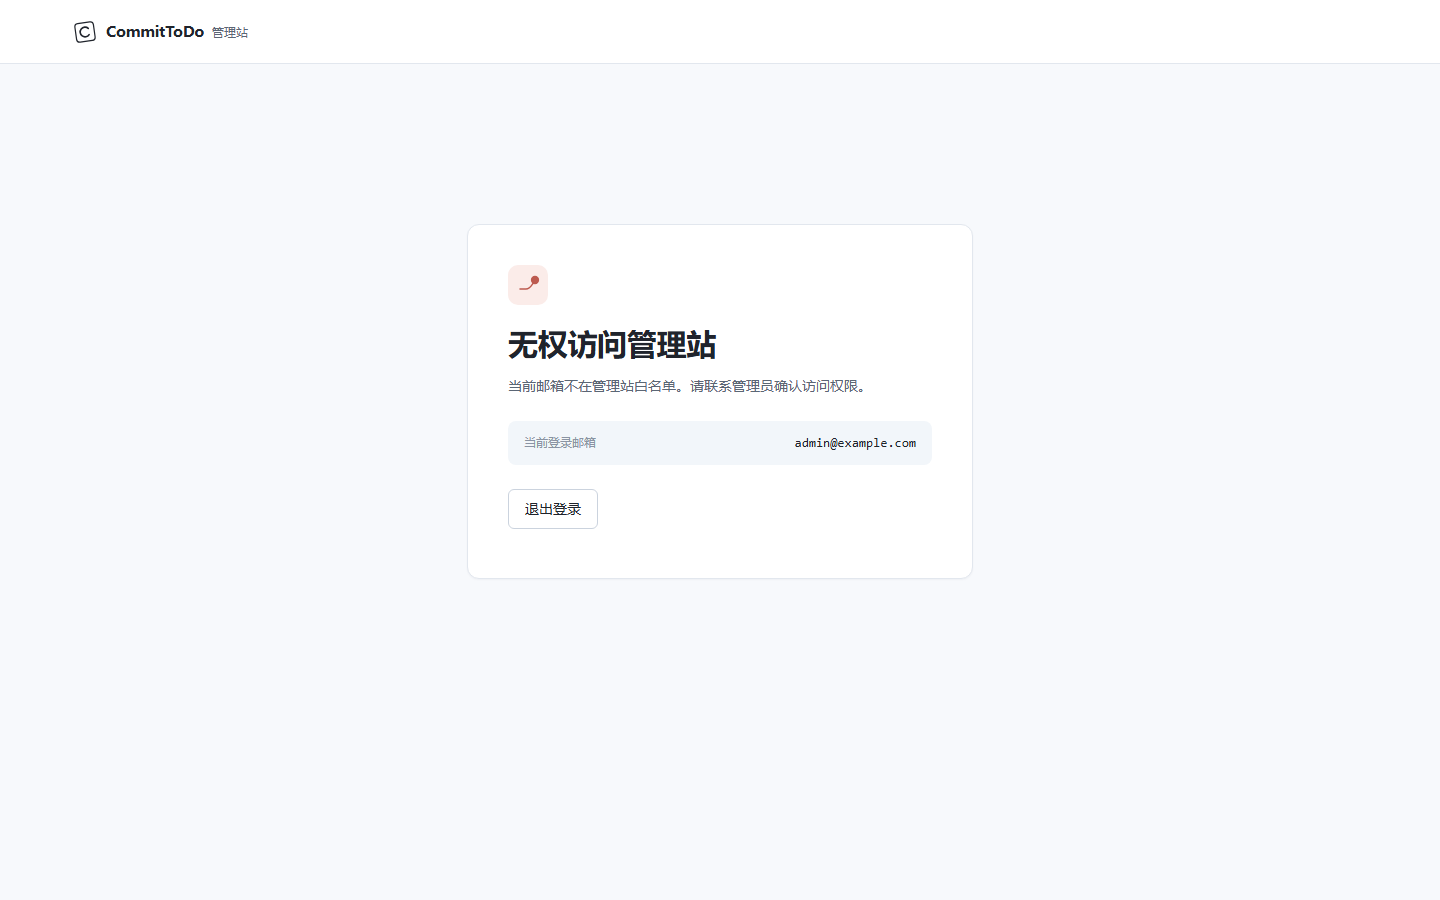 CommitToDo 管理站
无权访问管理站
当前邮箱不在管理站白名单。请联系管理员确认访问权限。
当前登录邮箱 admin@example.com
退出登录